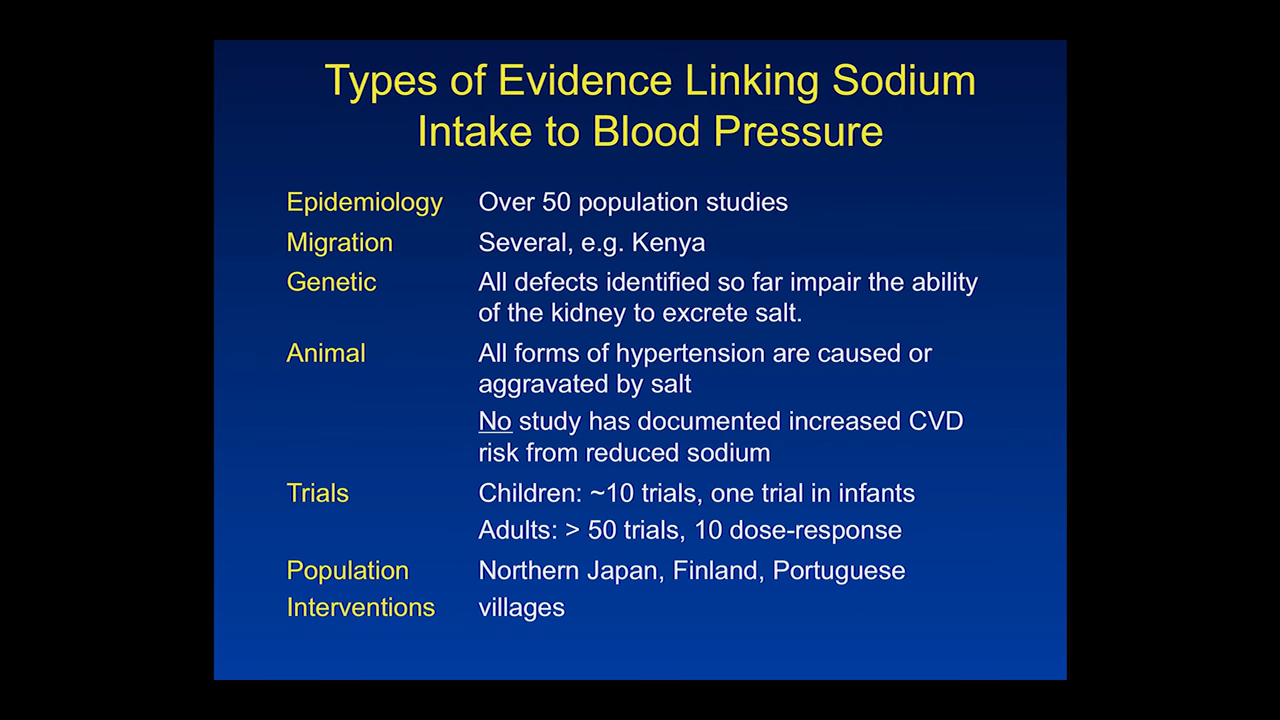 Types of Evidence Linking Sodium
Intake to Blood Pressure
Epidemiology Over 50 population studies
Migration Several, e.g. Kenya
Genetic All defects identified so far impair the ability
of the kidney to excrete salt.
Animal All forms of hypertension are caused or
aggravated by salt
No study has documented increased CVD
risk from reduced sodium
Trials Children: ~10 trials, one trial in infants
Adults: > 50 trials, 10 dose-response
Population Northern Japan, Finland, Portuguese
Interventions villages